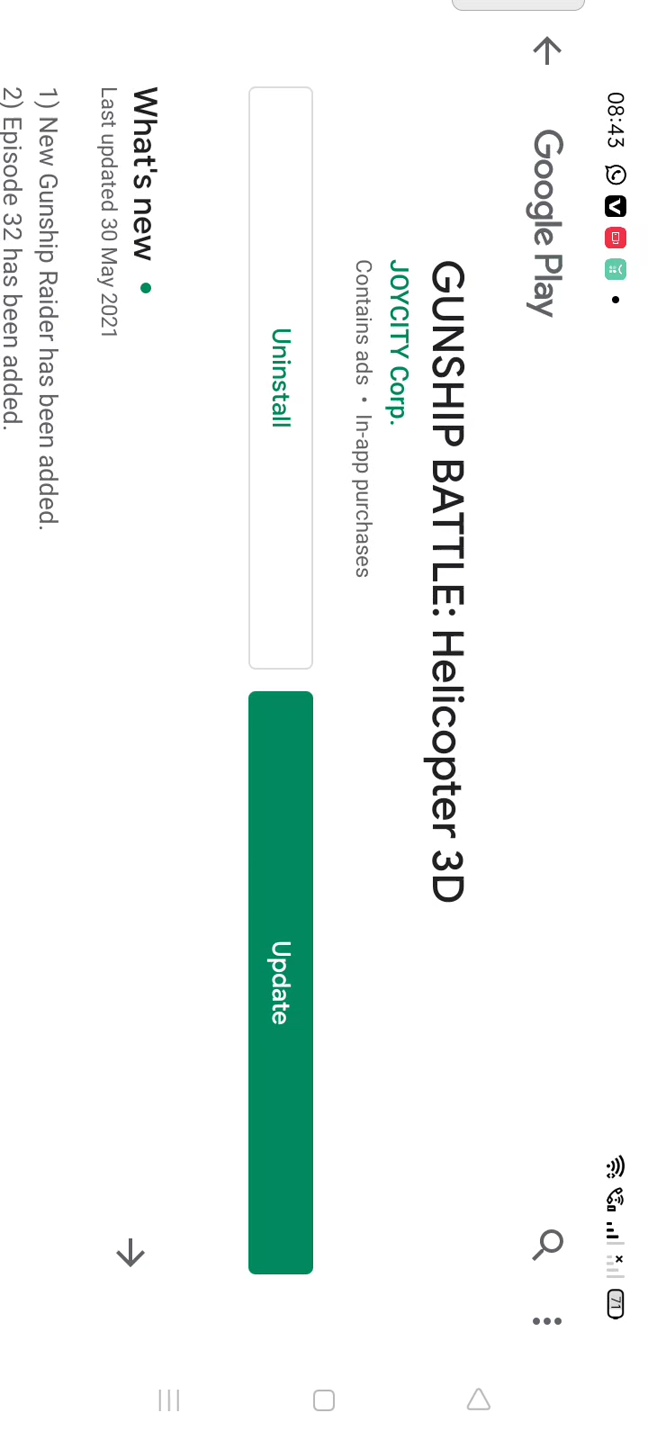 08:43
71
Google Play
GUNSHIP BATTLE: Helicopter 3D
JOYCITY Corp.
Contains ads • In-app purchases
Uninstall
Update
What's new
Last updated 30 May 2021
1) New Gunship Raider has been added.
2) Episode 32 has been added.